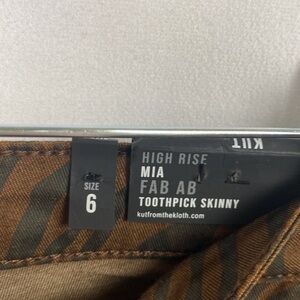 KUT
HIGH RISE
MIA
FAB AB
TOOTHPICK SKINNY
kutfromthekloth.com
SIZE
6